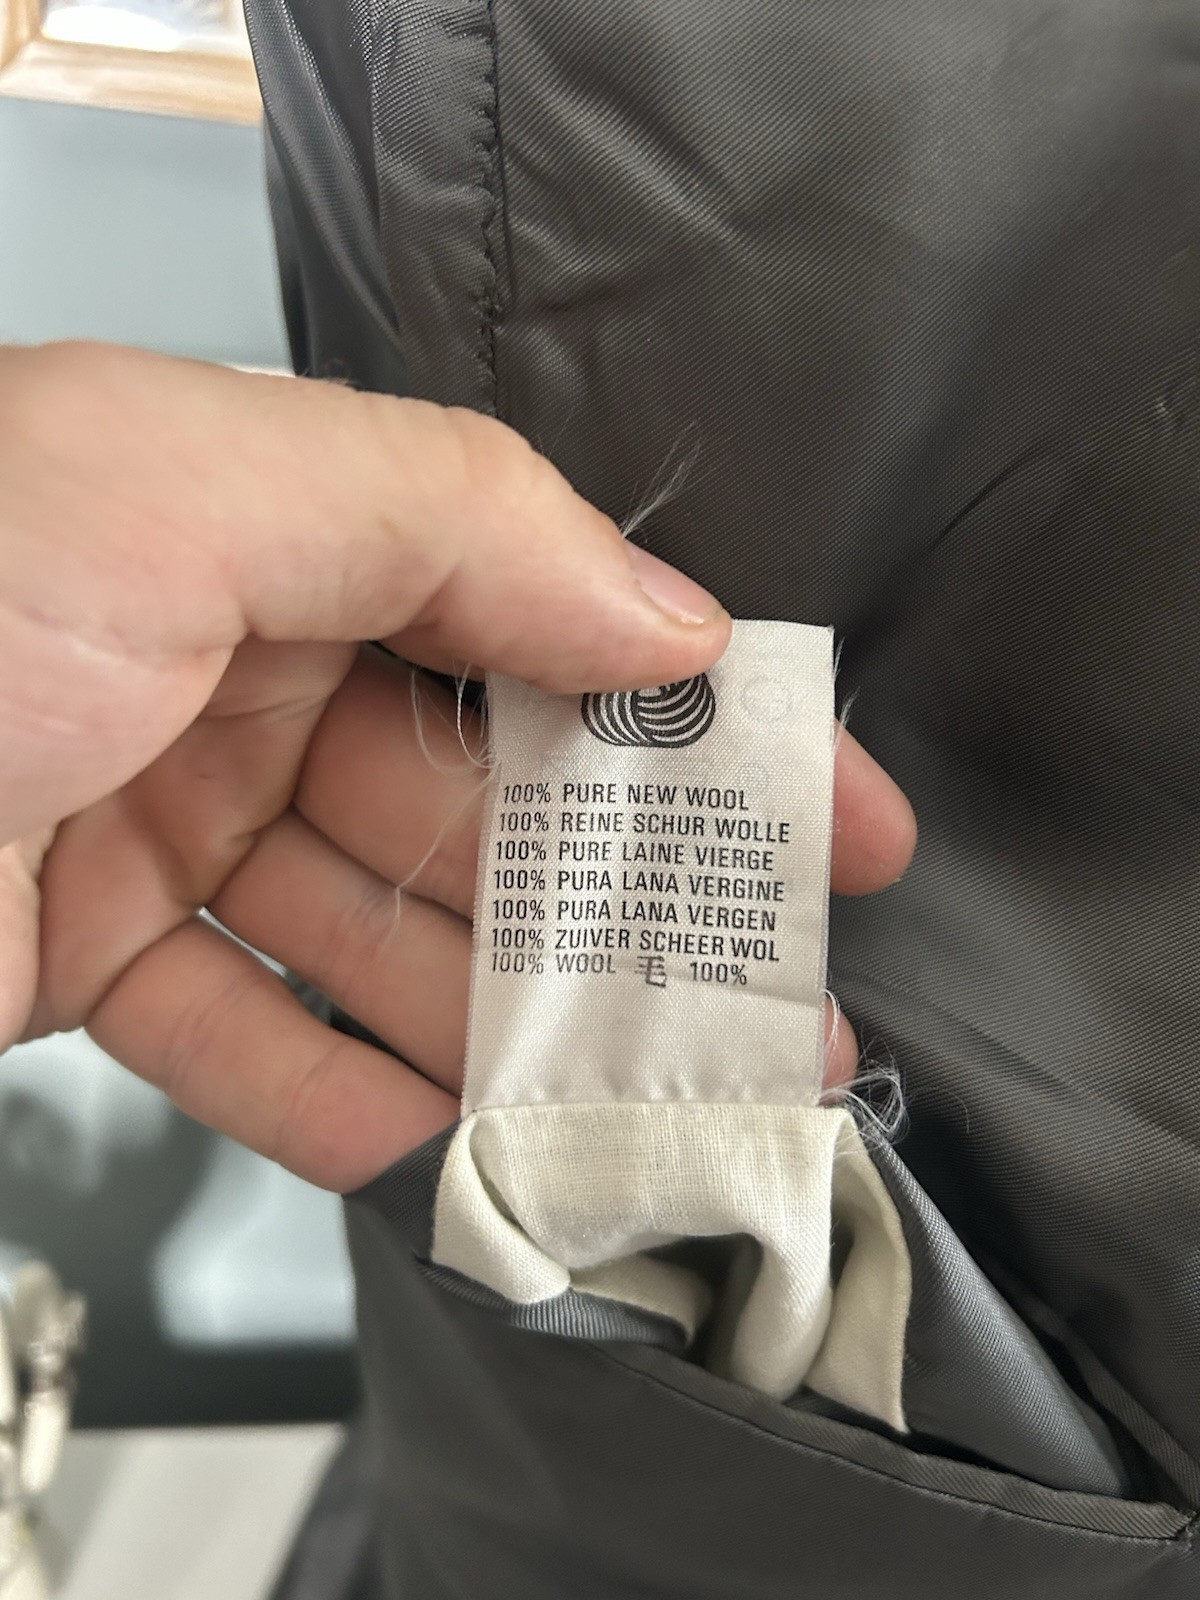 100% PURE NEW WOOL
100% REINE SCHUR WOLLE
100% PURE LAINE VIERGE
100% PURA LANA VERGINE
100% PURA LANA VERGEN
100% ZUIVER SCHEER WOL
100% WOOL 毛 100%